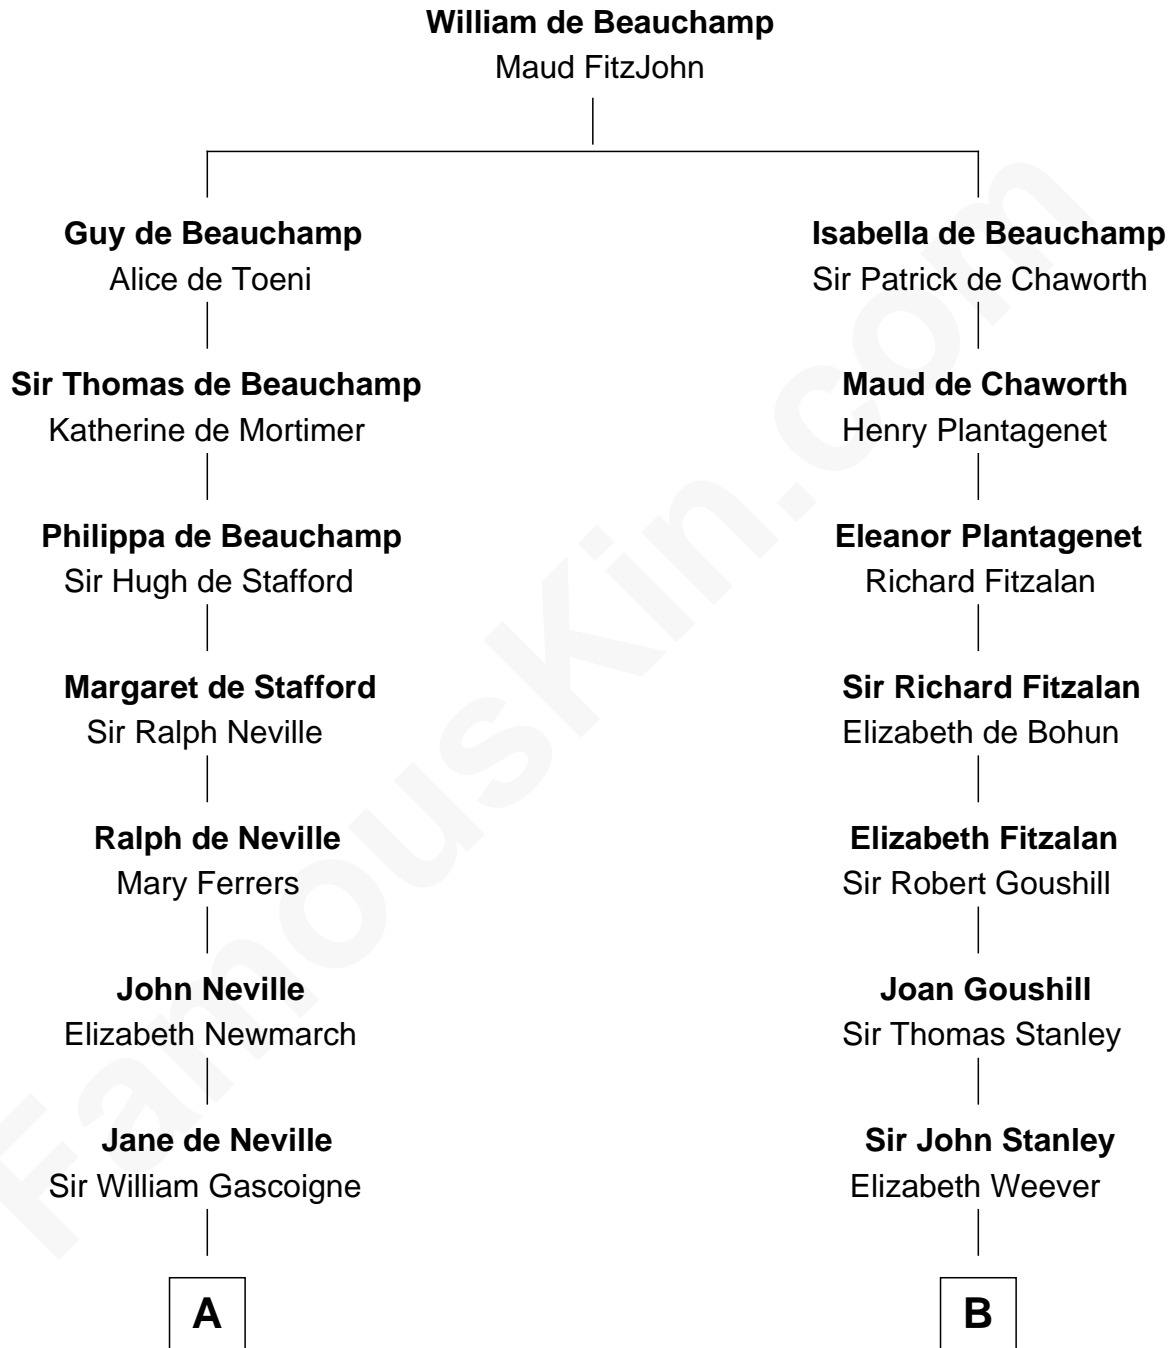 William de Beauchamp
Maud FitzJohn
Guy de Beauchamp
Alice de Toeni
Isabella de Beauchamp
Sir Patrick de Chaworth
Sir Thomas de Beauchamp
Katherine de Mortimer
Maud de Chaworth
Henry Plantagenet
Philippa de Beauchamp
Sir Hugh de Stafford
Eleanor Plantagenet
Richard Fitzalan
Margaret de Stafford
Sir Ralph Neville
Sir Richard Fitzalan
Elizabeth de Bohun
Ralph de Neville
Mary Ferrers
Elizabeth Fitzalan
Sir Robert Goushill
John Neville
Elizabeth Newmarch
Joan Goushill
Sir Thomas Stanley
Jane de Neville
Sir William Gascoigne
Sir John Stanley
Elizabeth Weever
A
B
FamousKin.com